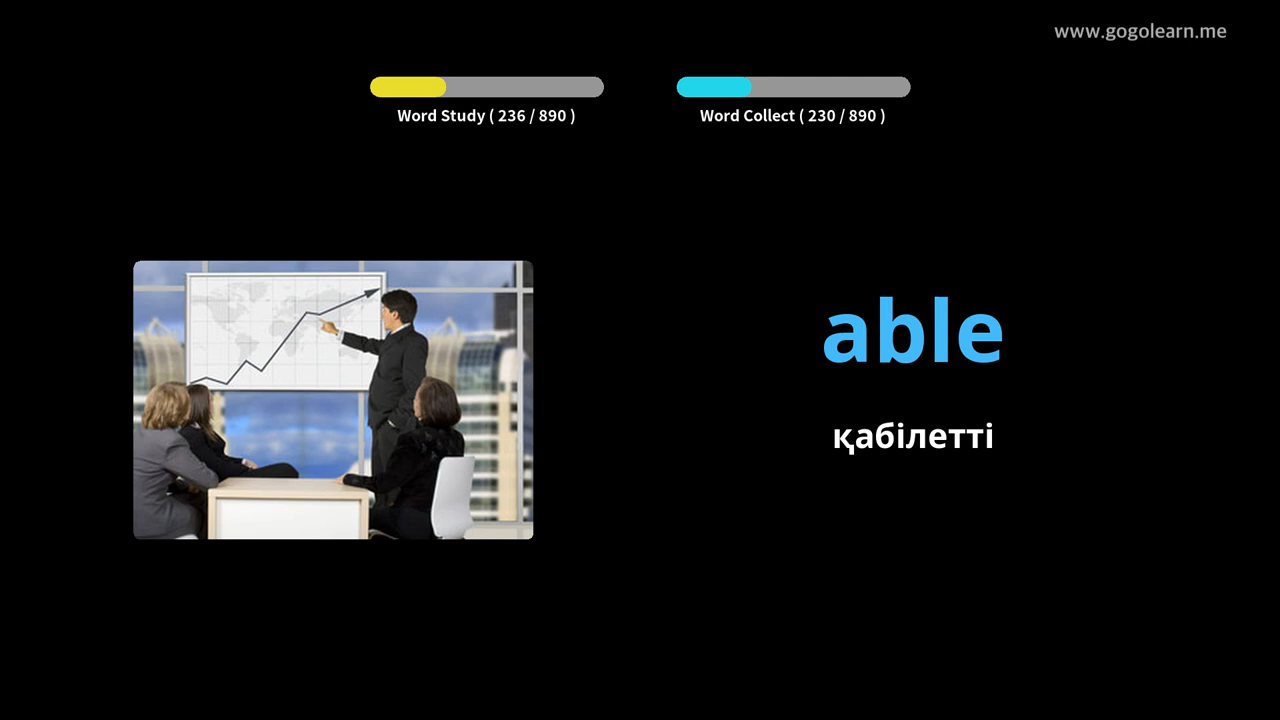 www.gogolearn.me
Word Study ( 236 / 890 )
Word Collect ( 230 / 890 )
able
қабілетті